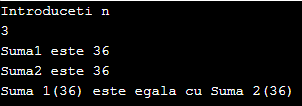 Introduceti n
3
Suma1 este 36
Suma2 este 36
Suma 1(36) este egala cu Suma 2(36)